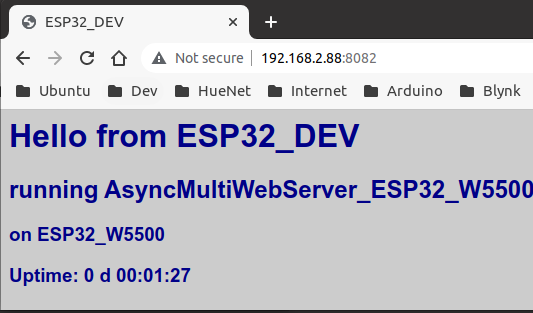 ESP32_DEV
Not secure | 192.168.2.88:8082
Ubuntu Dev HueNet Internet Arduino Blynk
Hello from ESP32_DEV
running AsyncMultiWebServer_ESP32_W5500
on ESP32_W5500
Uptime: 0 d 00:01:27